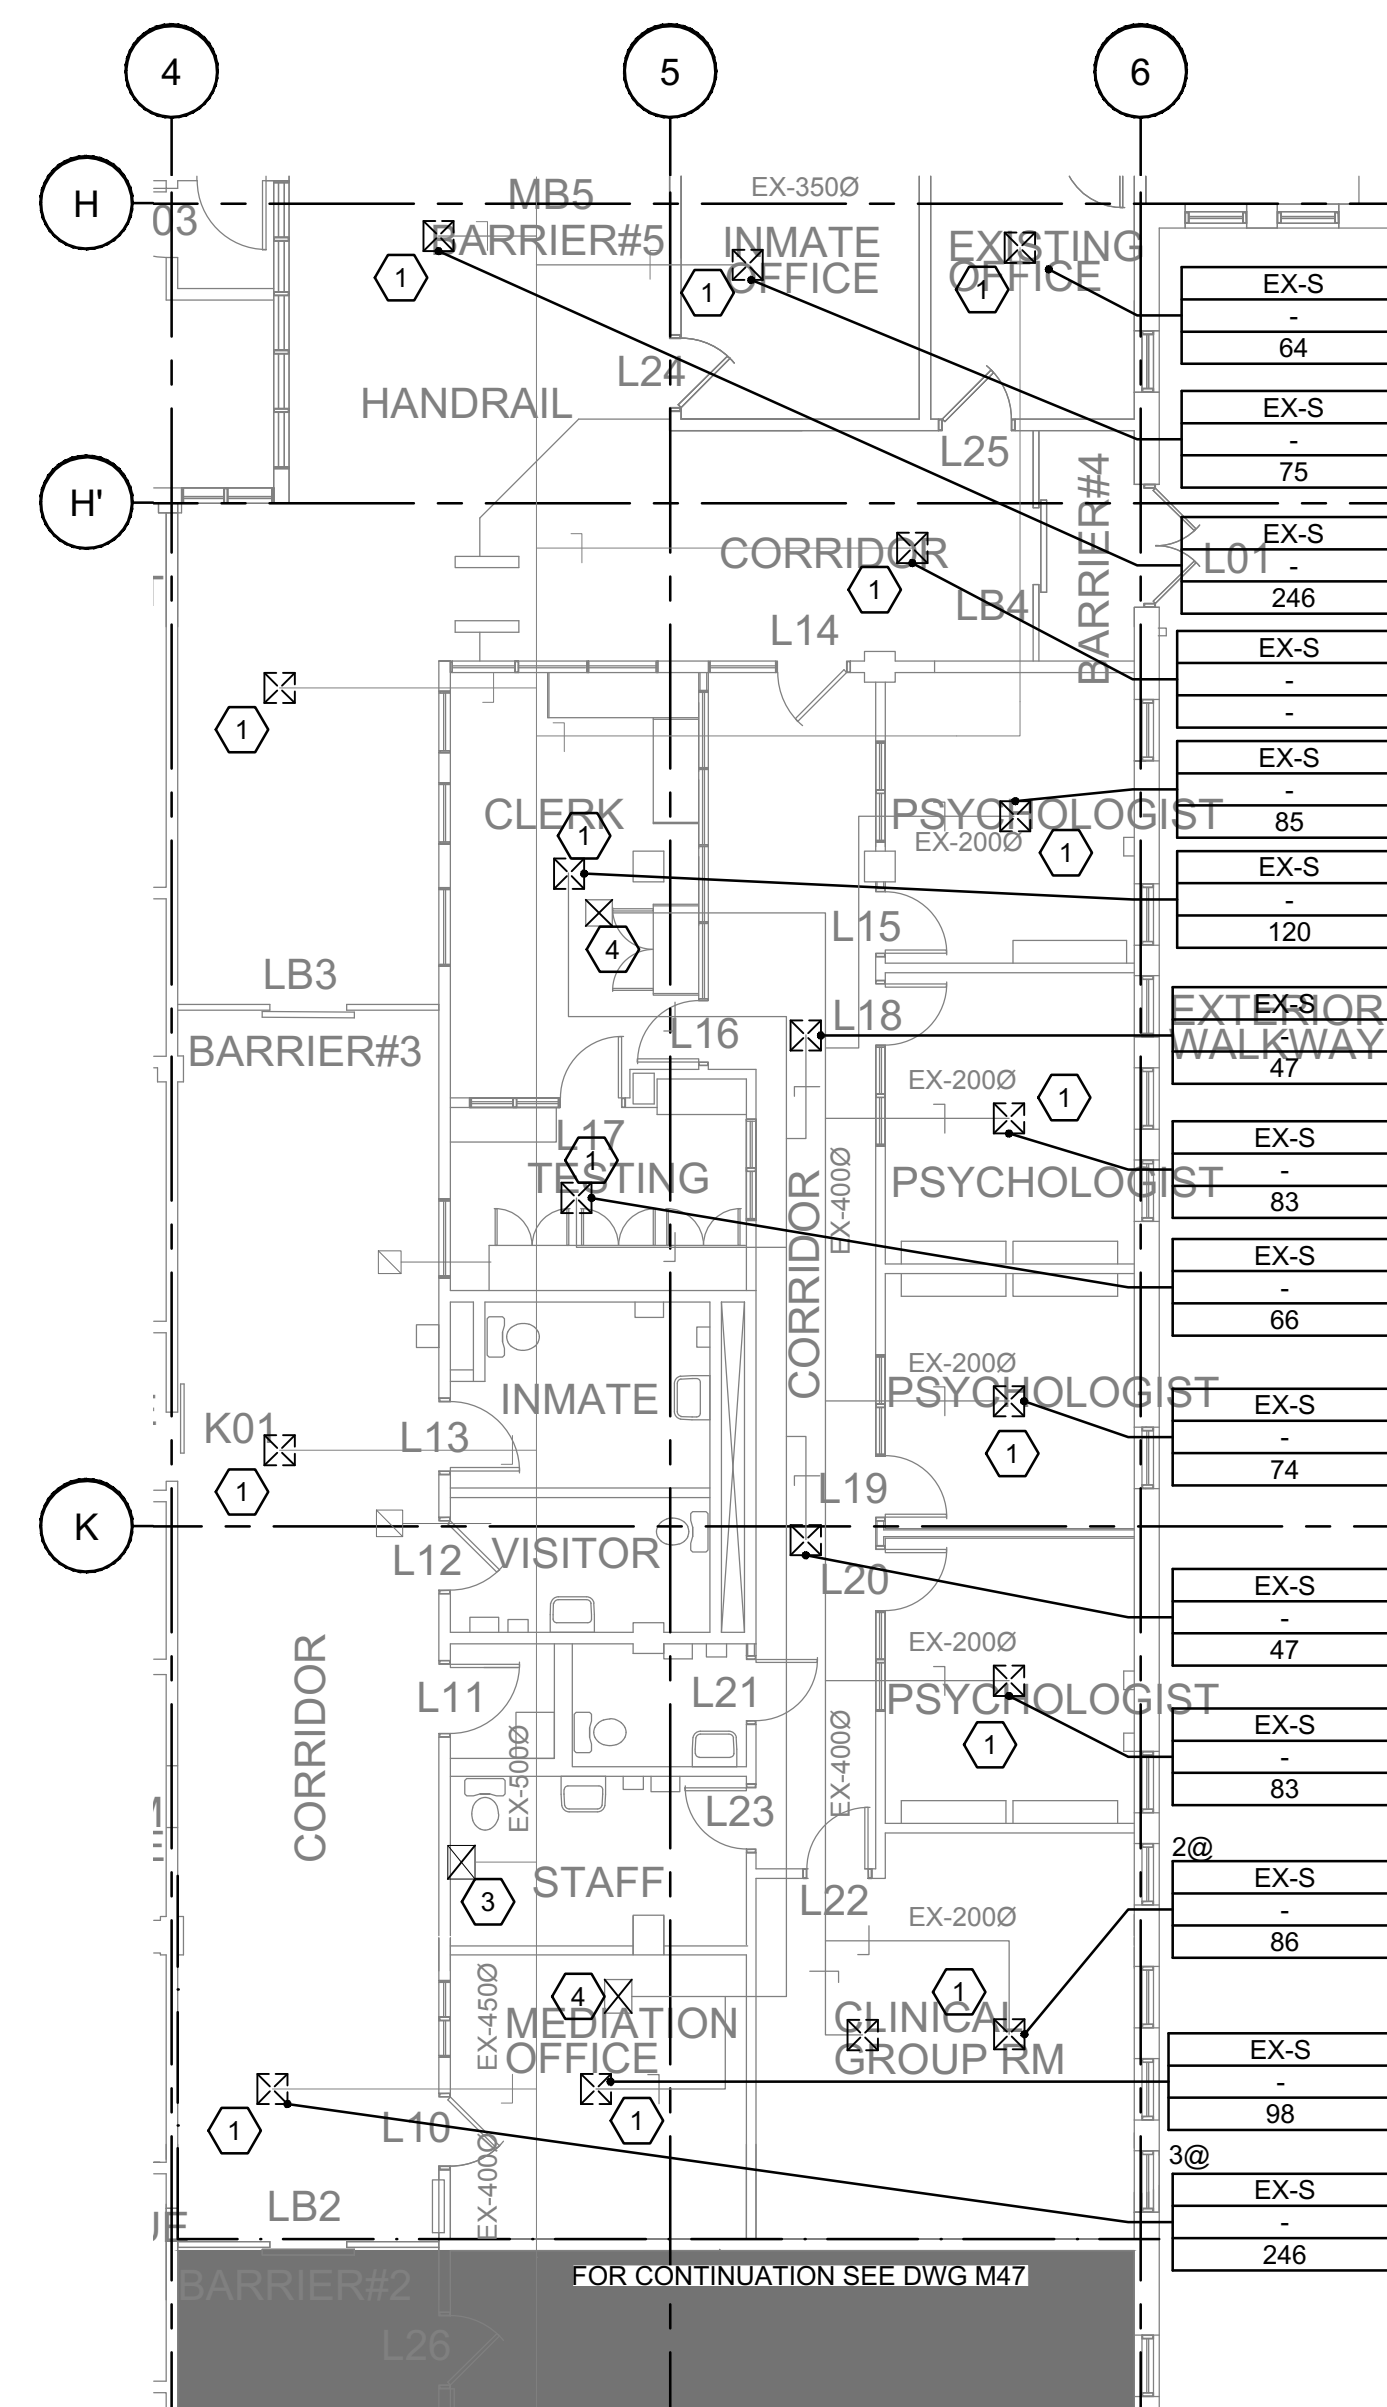 4
5
6
H
03
MB5
BARRIER#5
EX-350Ø
INMATE
OFFICE
EXISTING
OFFICE
1
1
1
EX-S
-
64
L24
HANDRAIL
EX-S
-
75
L25
H'
BARRIER#4
CORRIDOR
1
LB4
L01
EX-S
-
246
L14
EX-S
-
-
1
CLERK
1
PSYCHOLOGIST
EX-200Ø
1
EX-S
-
85
EX-S
-
120
4
L15
LB3
BARRIER#3
L16
L18
EXTERIOR
WALKWAY
EX-S
-
47
EX-200Ø
1
L17
1
TESTING
CORRIDOR
EX-400Ø
PSYCHOLOGIST
EX-S
-
83
EX-S
-
66
EX-200Ø
PSYCHOLOGIST
1
INMATE
K01
L13
1
EX-S
-
74
L19
K
L12
VISITOR
L20
EX-S
-
47
CORRIDOR
L11
L21
EX-200Ø
PSYCHOLOGIST
1
EX-500Ø
EX-400Ø
L23
EX-S
-
83
3
STAFF
L22
EX-200Ø
2@
EX-S
-
86
EX-450Ø
4
MEDIATION
OFFICE
1
CLINICAL
GROUP RM
1
1
L10
EX-400Ø
EX-S
-
98
3@
EX-S
-
246
LB2
FOR CONTINUATION SEE DWG M47
BARRIER#2
L26